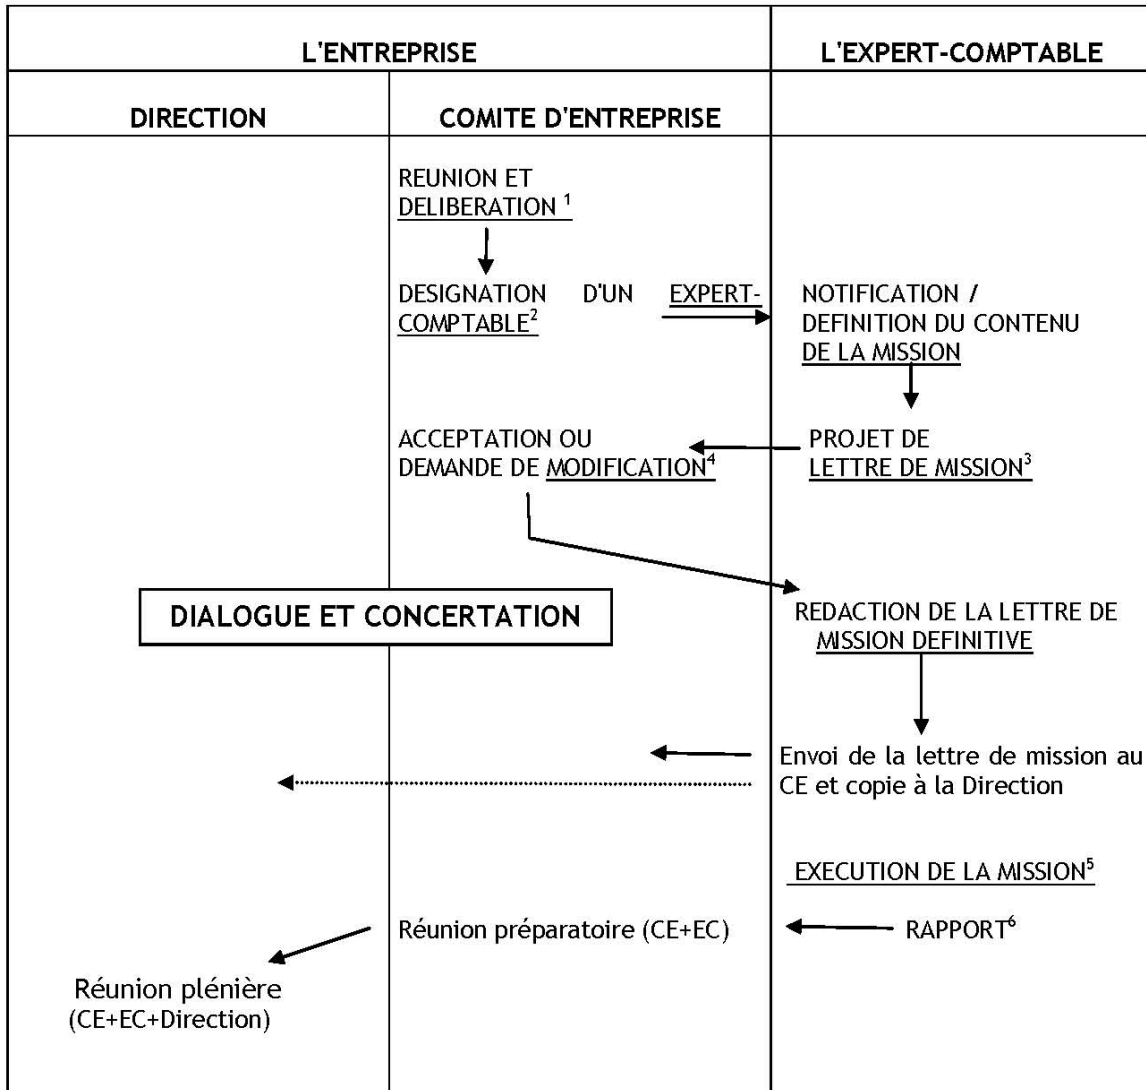 L'ENTREPRISE
L'EXPERT-COMPTABLE
DIRECTION
COMITE D'ENTREPRISE
REUNION ET
DELIBERATION ¹
DESIGNATION D'UN EXPERT-
COMPTABLE²
NOTIFICATION /
DEFINITION DU CONTENU
DE LA MISSION
ACCEPTATION OU
DEMANDE DE MODIFICATION⁴
PROJET DE
LETTRE DE MISSION³
DIALOGUE ET CONCERTATION
REDACTION DE LA LETTRE DE
MISSION DEFINITIVE
Envoi de la lettre de mission au
CE et copie à la Direction
EXECUTION DE LA MISSION⁵
Réunion préparatoire (CE+EC)
RAPPORT⁶
Réunion plénière
(CE+EC+Direction)